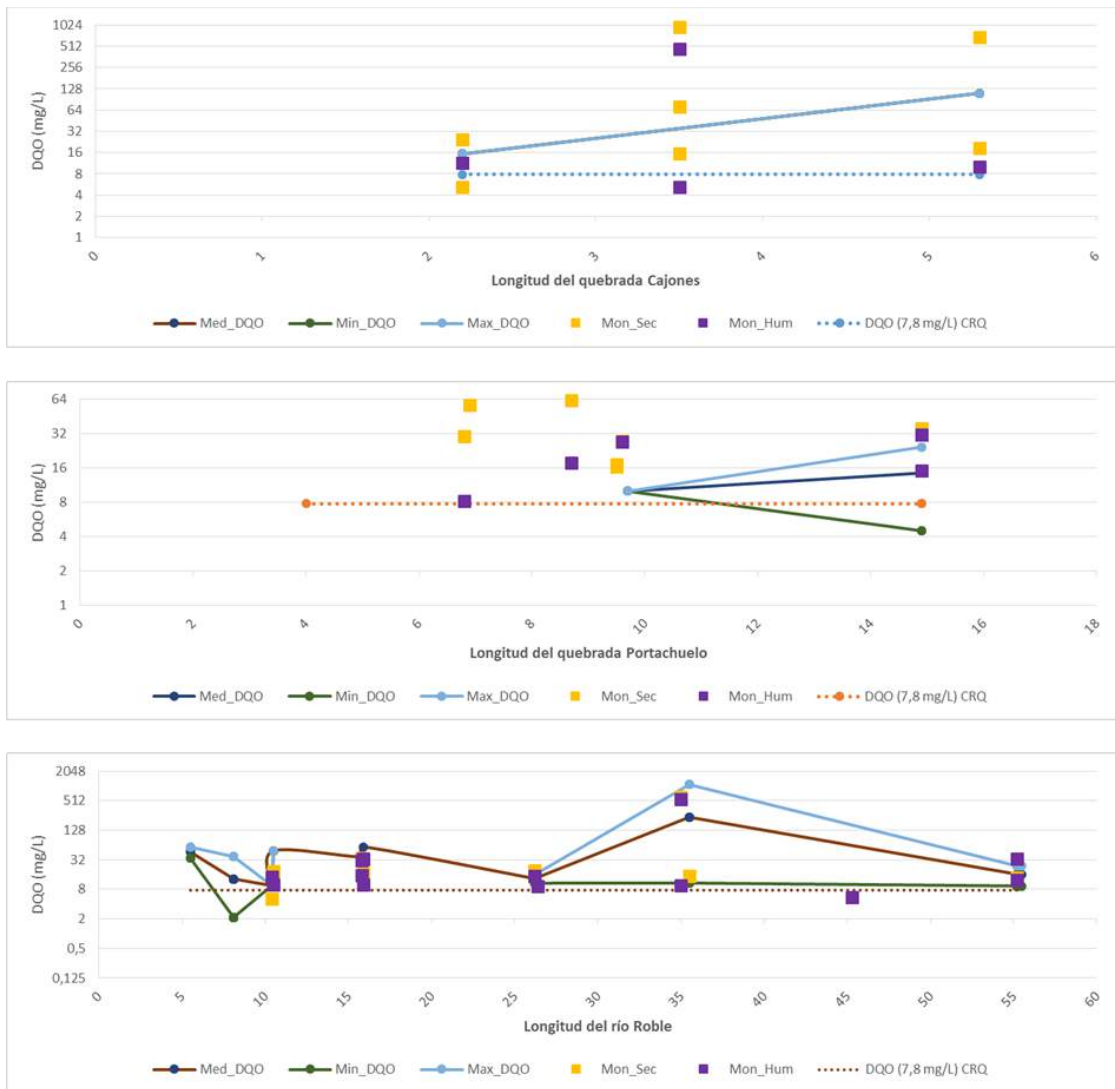 1024
512
256
128
64
32
16
8
4
2
1
DQO (mg/L)
0 1 2 3 4 5 6
Longitud del quebrada Cajones
Med_DQO Min_DQO Max_DQO Mon_Sec Mon_Hum DQO (7,8 mg/L) CRQ
64
32
16
8
4
2
1
DQO (mg/L)
0 2 4 6 8 10 12 14 16 18
Longitud del quebrada Portachuelo
Med_DQO Min_DQO Max_DQO Mon_Sec Mon_Hum DQO (7,8 mg/L) CRQ
2048
512
128
32
8
2
0,5
0,125
DQO (mg/L)
0 5 10 15 20 25 30 35 40 45 50 55 60
Longitud del río Roble
Med_DQO Min_DQO Max_DQO Mon_Sec Mon_Hum DQO (7,8 mg/L) CRQ